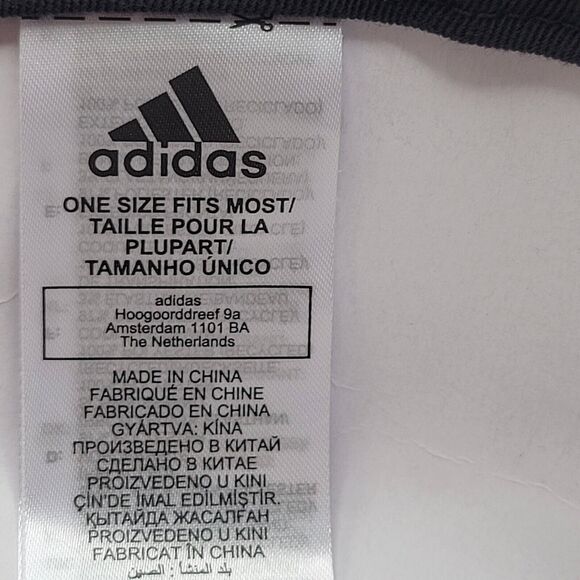 adidas
ONE SIZE FITS MOST/
TAILLE POUR LA
PLUPART/
TAMANHO ÚNICO
adidas
Hoogoorddreef 9a
Amsterdam 1101 BA
The Netherlands
MADE IN CHINA
FABRIQUÉ EN CHINE
FABRICADO EN CHINA
GYÁRTVA: KÍNA
ПРОИЗВЕДЕНО В КИТАЙ
СДЕЛАНО В КИТАЕ
PROIZVEDENO U KINI
ÇİN'DE İMAL EDİLMİŞTİR.
ҚЫТАЙДА ЖАСАЛҒАН
PROIZVEDENO U KINI
FABRICAT ÎN CHINA
بلد المنشأ : الصين